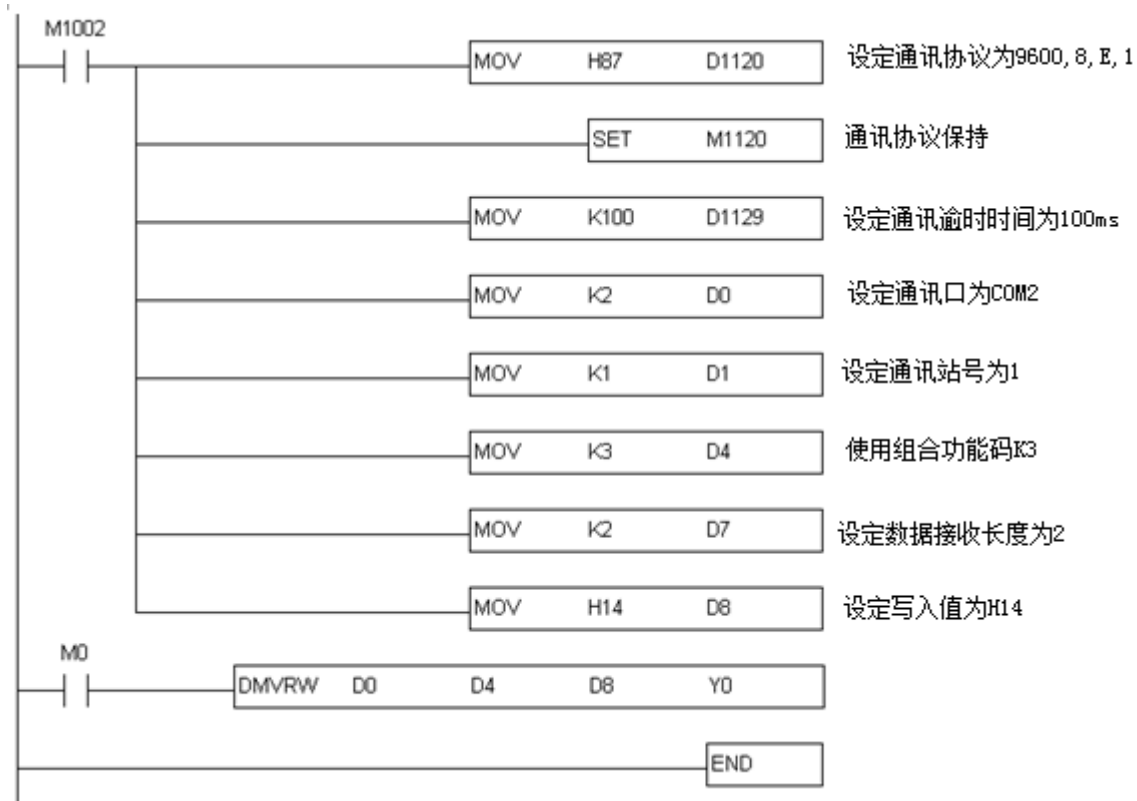 M1002
MOV H87 D1120 设定通讯协议为9600,8,E,1
SET M1120 通讯协议保持
MOV K100 D1129 设定通讯逾时时间为100ms
MOV K2 D0 设定通讯口为COM2
MOV K1 D1 设定通讯站号为1
MOV K3 D4 使用组合功能码K3
MOV K2 D7 设定数据接收长度为2
MOV H14 D8 设定写入值为H14
M0
DMVRW D0 D4 D8 Y0
END